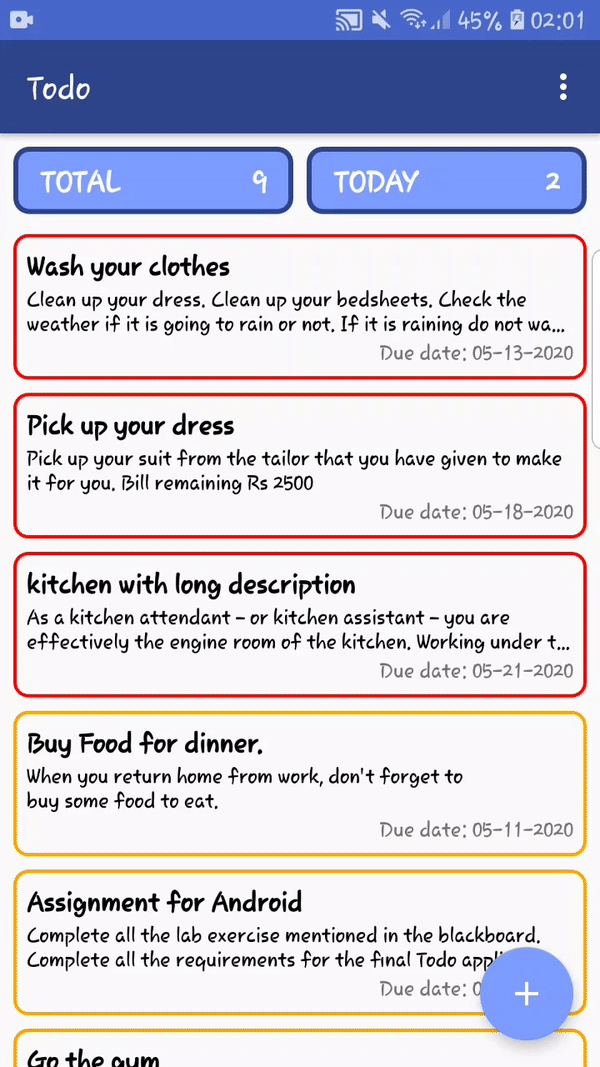 45% 02:01
Todo
TOTAL 9 TODAY 2
Wash your clothes
Clean up your dress. Clean up your bedsheets. Check the
weather if it is going to rain or not. If it is raining do not wa...
Due date: 05-13-2020
Pick up your dress
Pick up your suit from the tailor that you have given to make
it for you. Bill remaining Rs 2500
Due date: 05-18-2020
kitchen with long description
As a kitchen attendant - or kitchen assistant - you are
effectively the engine room of the kitchen. Working under t...
Due date: 05-21-2020
Buy Food for dinner.
When you return home from work, don't forget to
buy some food to eat.
Due date: 05-11-2020
Assignment for Android
Complete all the lab exercise mentioned in the blackboard.
Complete all the requirements for the final Todo appli
Due date: 0
Go the gym